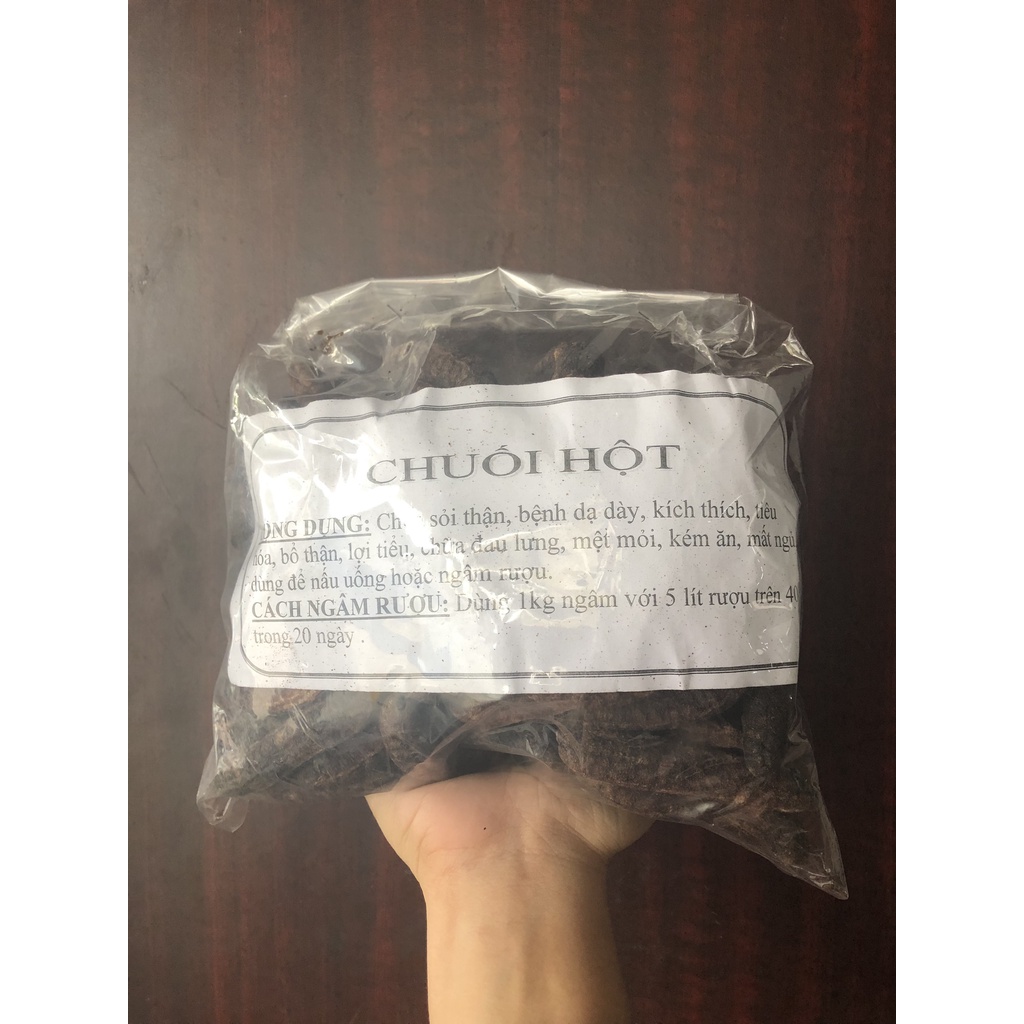 CHUỐI HỘT
CÔNG DỤNG: Chữa sỏi thận, bệnh dạ dày, kích thích, tiêu
hóa, bổ thận, lợi tiểu, chữa đau lưng, mệt mỏi, kém ăn, mất ngủ,
dùng để nấu uống hoặc ngâm rượu.
CÁCH NGÂM RƯỢU: Dùng 1kg ngâm với 5 lít rượu trên 40
trong 20 ngày .